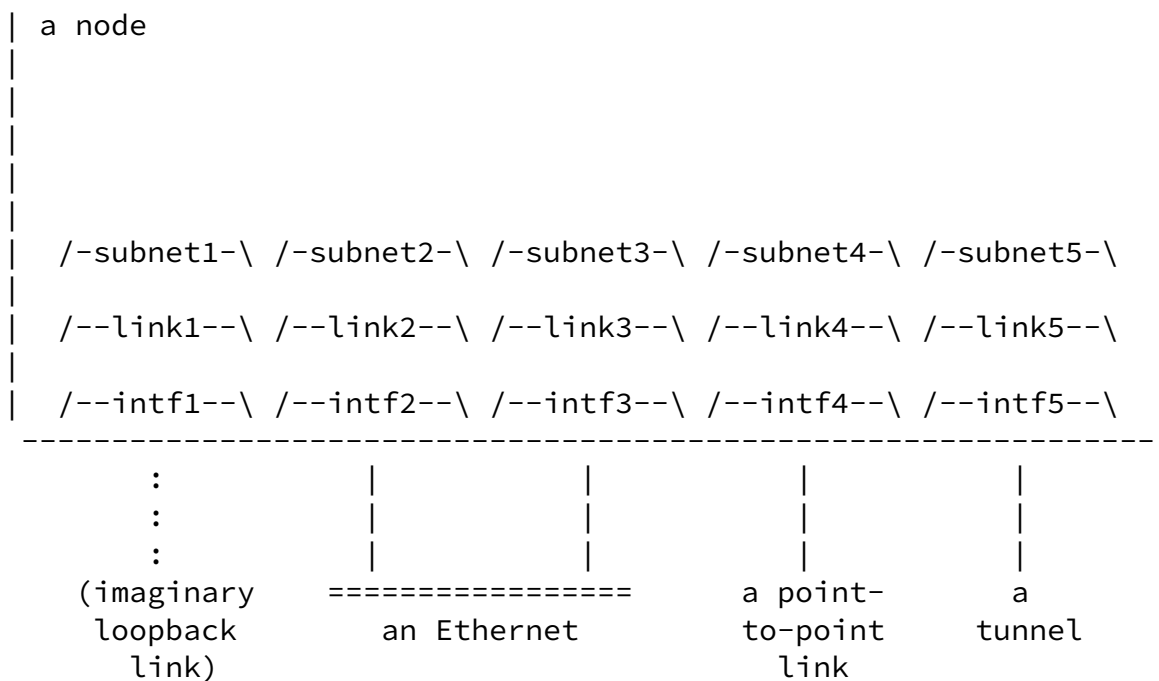 | a node
|
|
|
|
|
| /-subnet1-\ /-subnet2-\ /-subnet3-\ /-subnet4-\ /-subnet5-\
|
| /--link1--\ /--link2--\ /--link3--\ /--link4--\ /--link5--\
|
| /--intf1--\ /--intf2--\ /--intf3--\ /--intf4--\ /--intf5--\
---------------------------------------------------------------
: | | | |
: | | | |
: | | | |
(imaginary ================= a point- a
loopback an Ethernet to-point tunnel
link) link